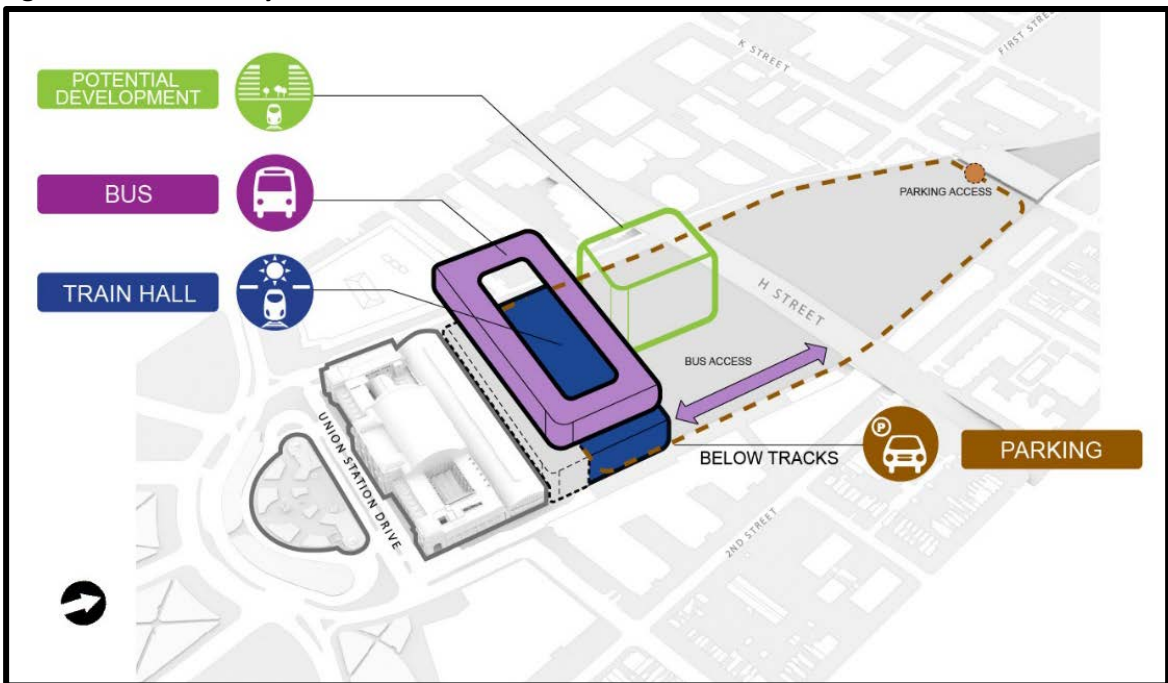 POTENTIAL
DEVELOPMENT
BUS
TRAIN HALL
K STREET
FIRST STREET
PARKING ACCESS
H STREET
BUS ACCESS
UNION STATION DRIVE
BELOW TRACKS
P
PARKING
2ND STREET